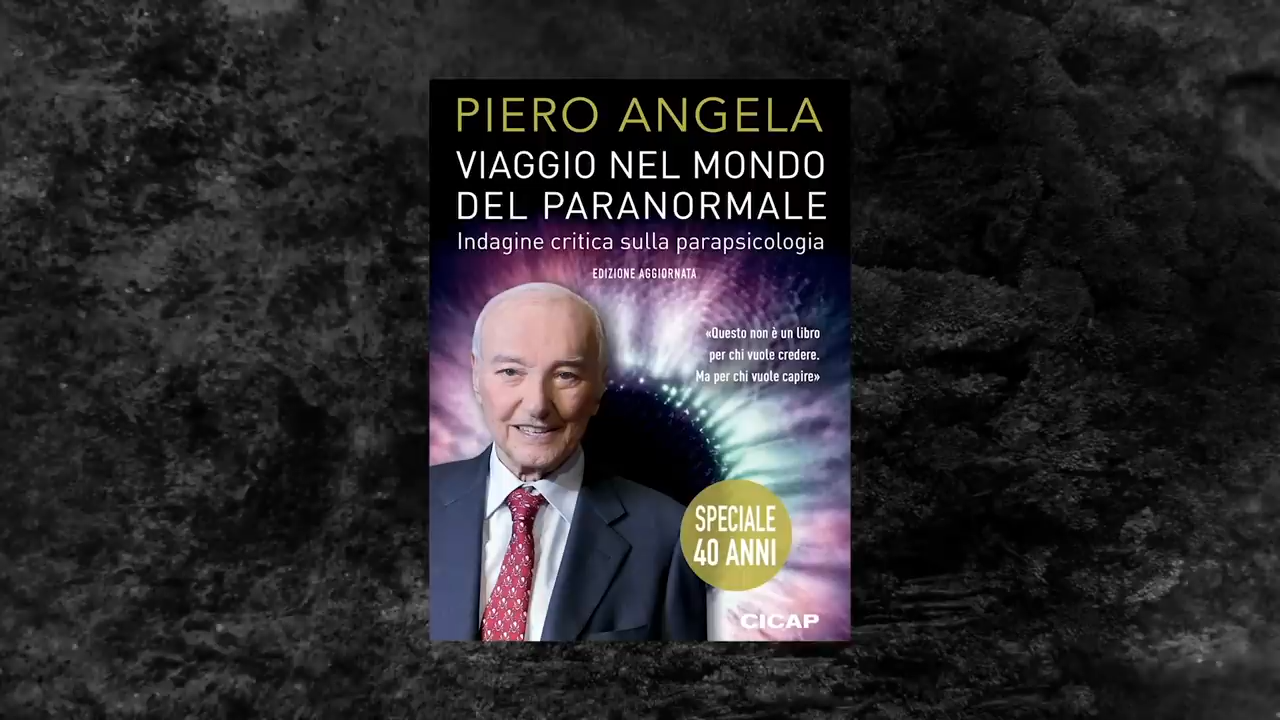 PIERO ANGELA
VIAGGIO NEL MONDO
DEL PARANORMALE
Indagine critica sulla parapsicologia
EDIZIONE AGGIORNATA
«Questo non è un libro
per chi vuole credere.
Ma per chi vuole capire»
SPECIALE
40 ANNI
CICAP